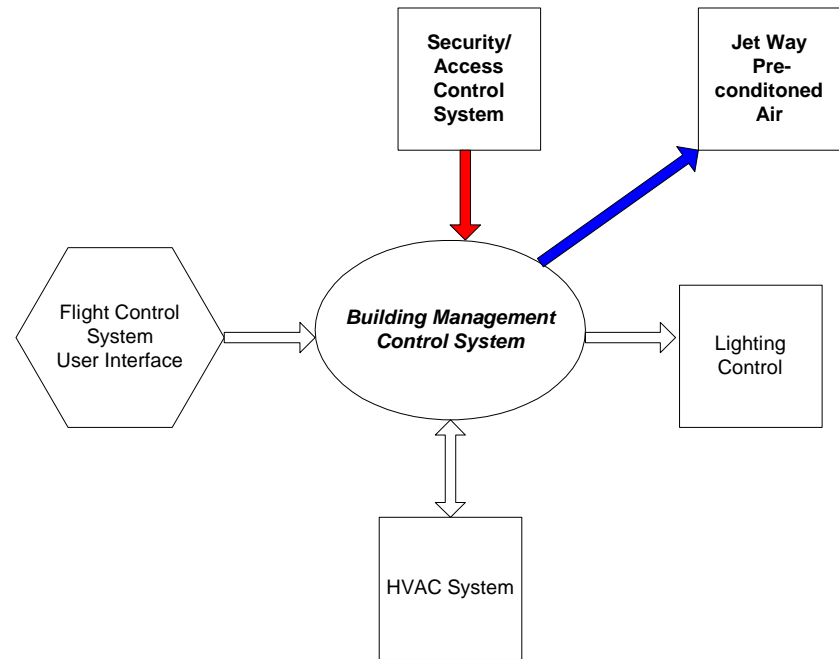 Security/
Access
Control
System
Jet Way
Pre-
conditoned
Air
Flight Control
System
User Interface
Building Management
Control System
Lighting
Control
HVAC System